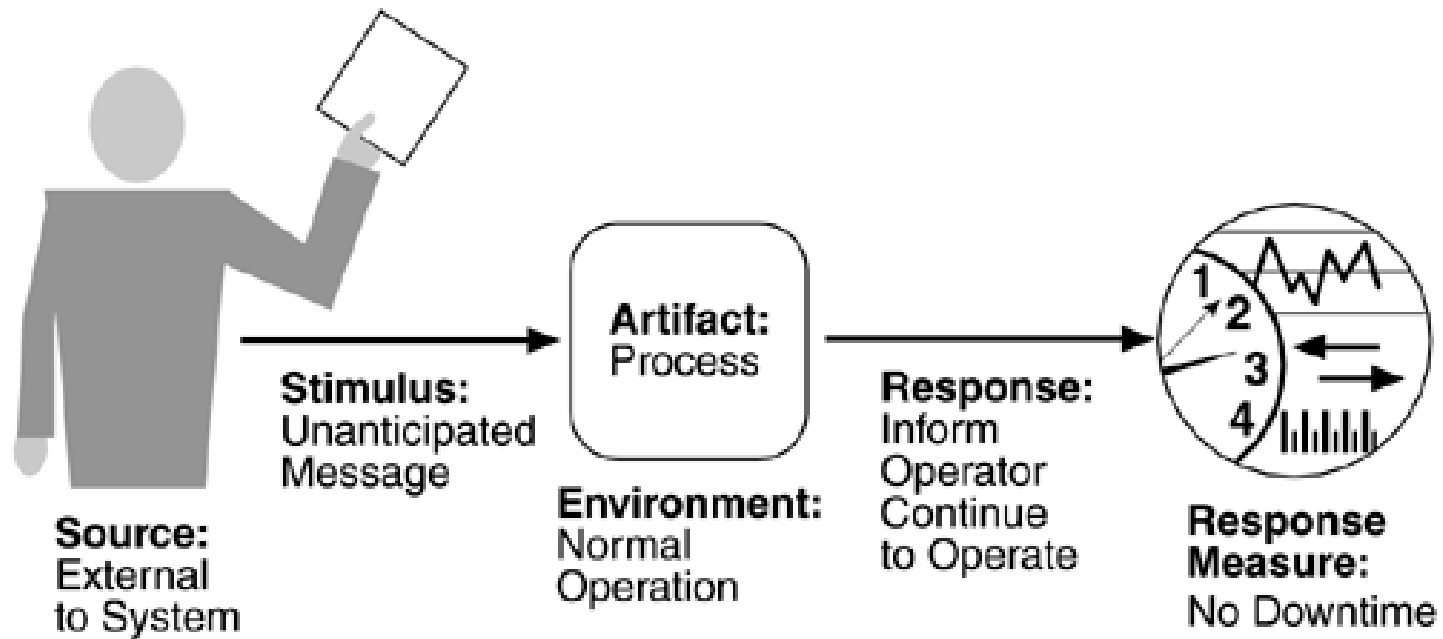 Source:
External
to System
Stimulus:
Unanticipated
Message
Artifact:
Process
Environment:
Normal
Operation
Response:
Inform
Operator
Continue
to Operate
1
2
3
4
Response
Measure:
No Downtime